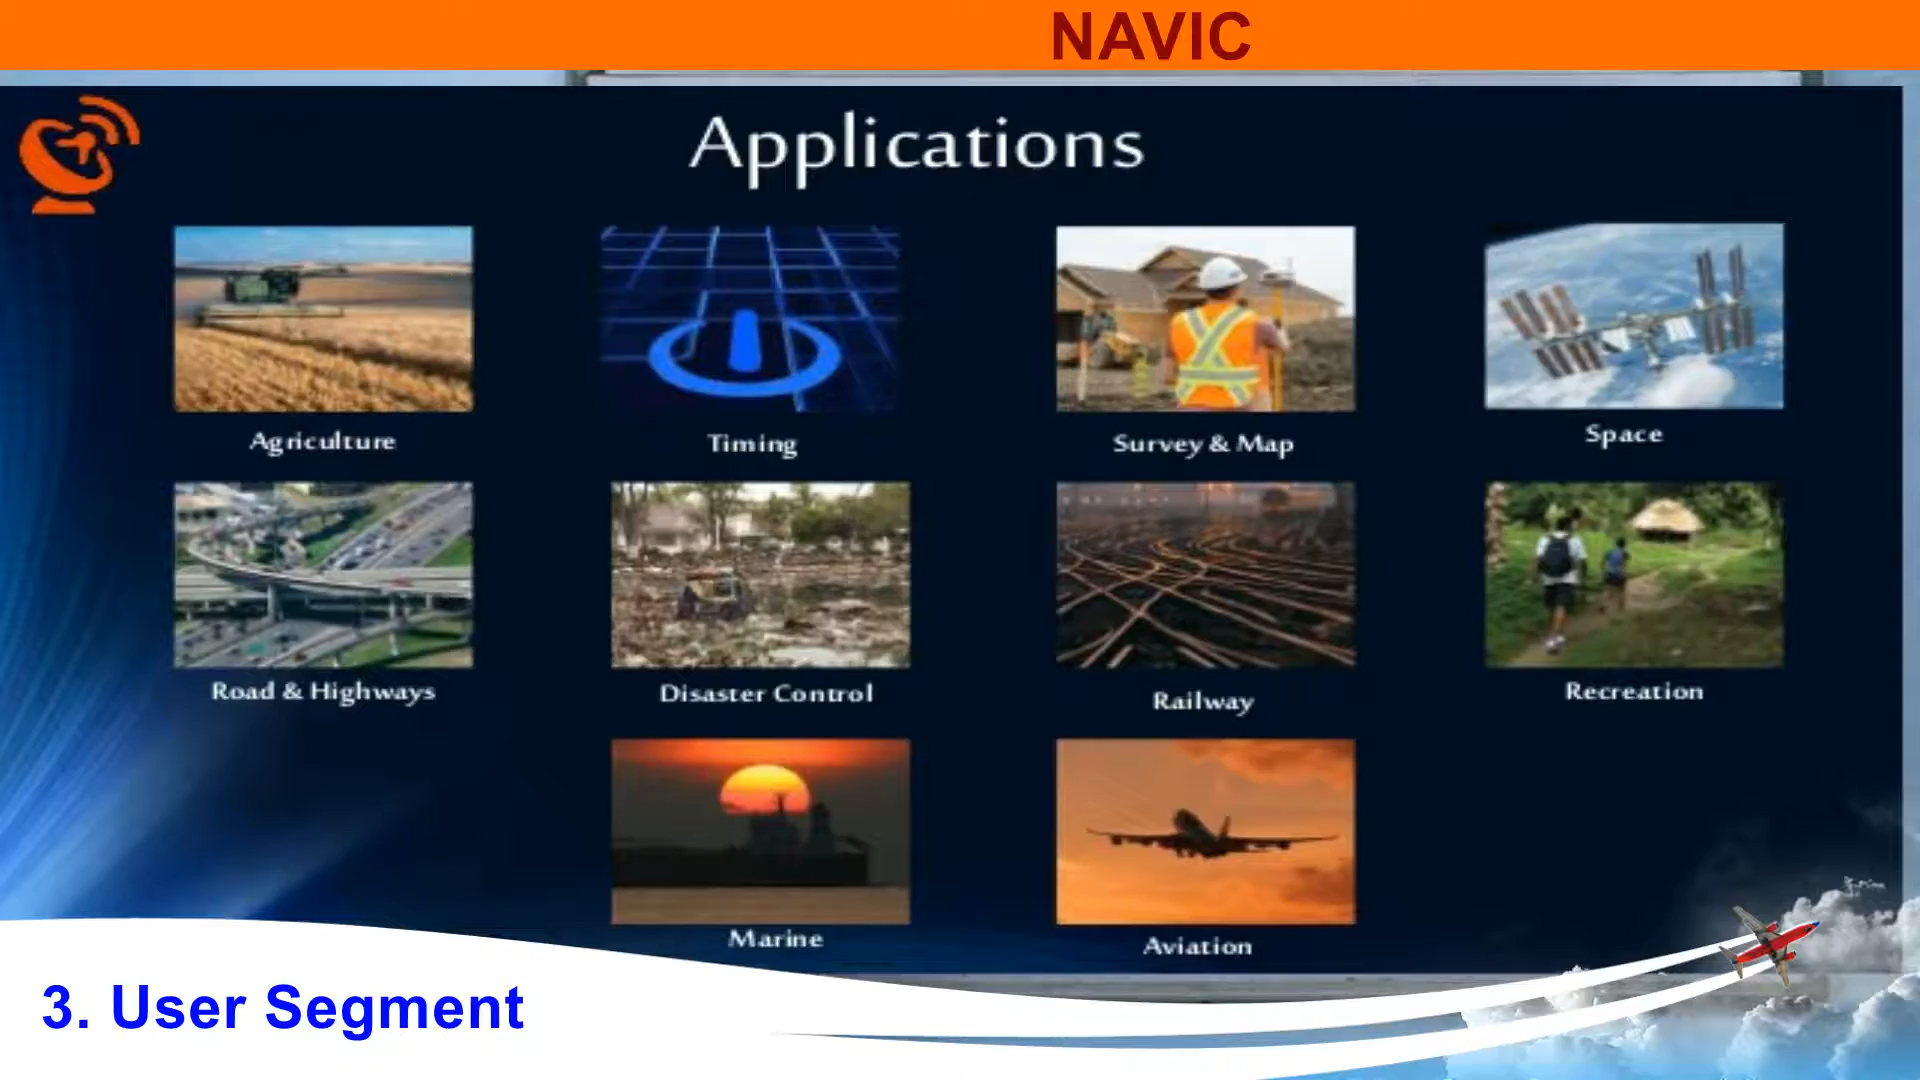 NAVIC
Applications
Agriculture
Timing
Survey & Map
Space
Road & Highways
Disaster Control
Railway
Recreation
Marine
Aviation
3. User Segment